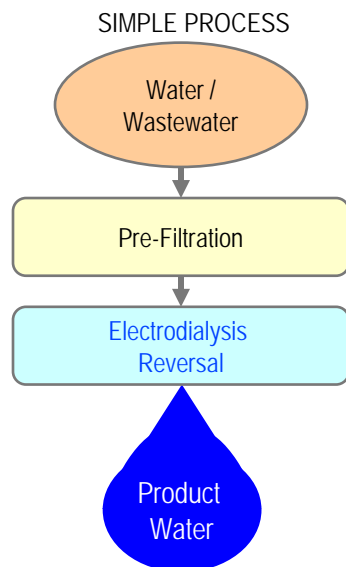 SIMPLE PROCESS
Water /
Wastewater
Pre-Filtration
Electrodialysis
Reversal
Product
Water